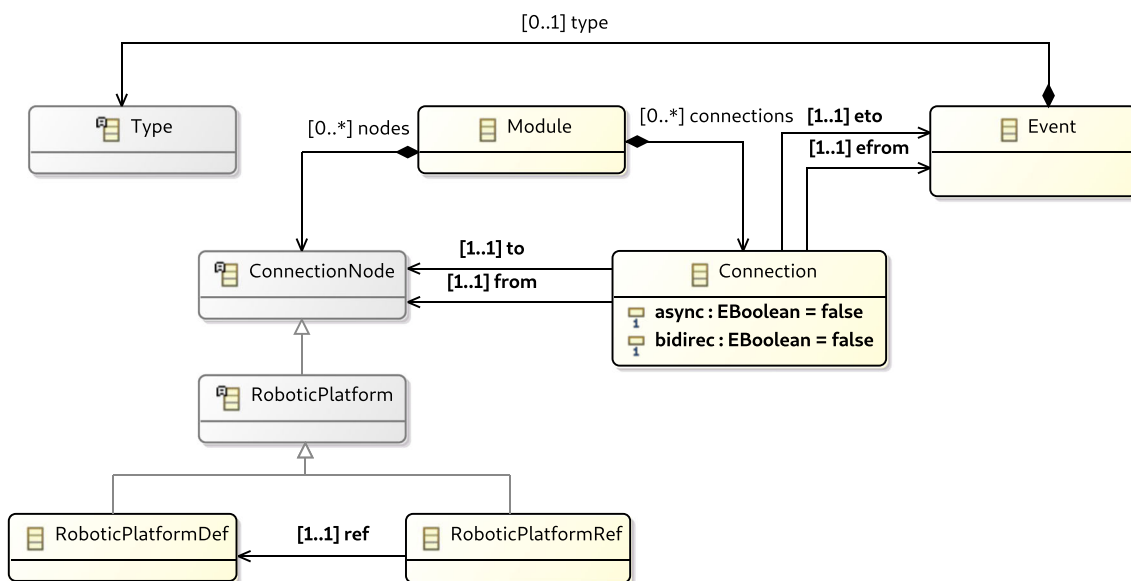 [0..1] type
Type
[0..*] nodes
Module
[0..*] connections
[1..1] eto
Event
[1..1] efrom
ConnectionNode
[1..1] to
[1..1] from
Connection
async : EBoolean = false
bidirec : EBoolean = false
RoboticPlatform
RoboticPlatformDef
[1..1] ref
RoboticPlatformRef